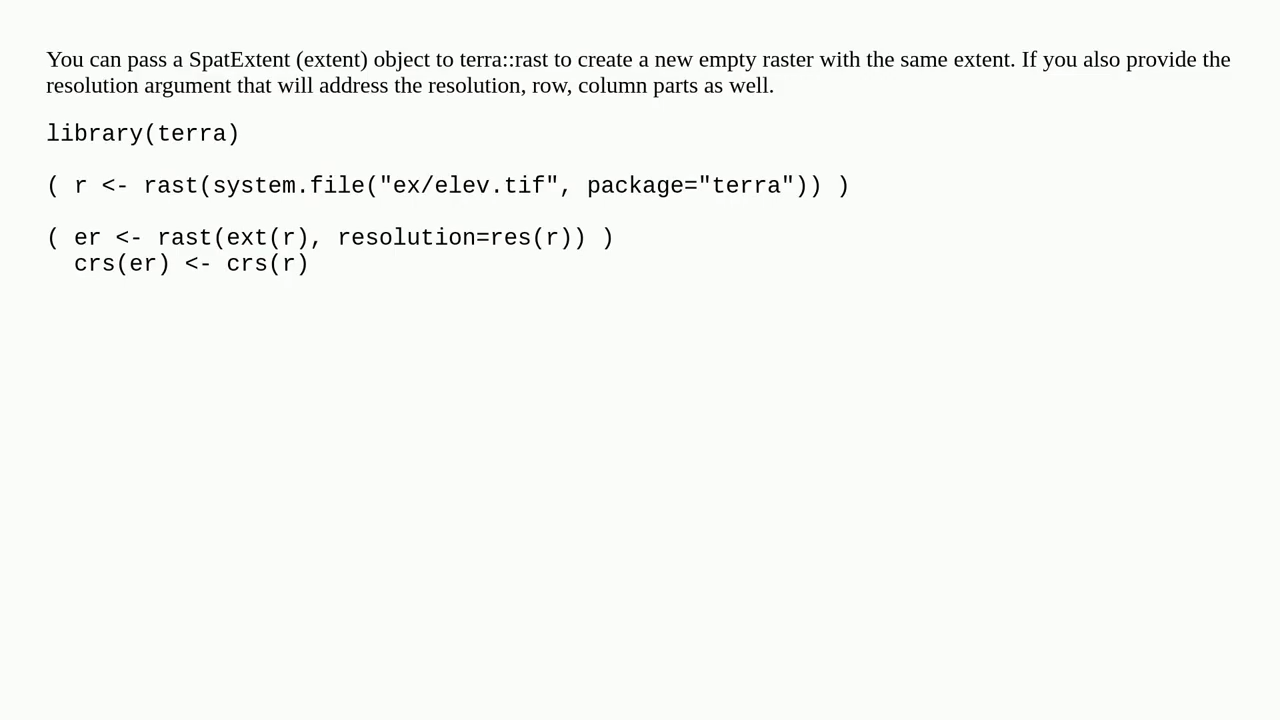 You can pass a SpatExtent (extent) object to terra::rast to create a new empty raster with the same extent. If you also provide the
resolution argument that will address the resolution, row, column parts as well.
library(terra)
( r <- rast(system.file("ex/elev.tif", package="terra")) )
( er <- rast(ext(r), resolution=res(r)) )
  crs(er) <- crs(r)